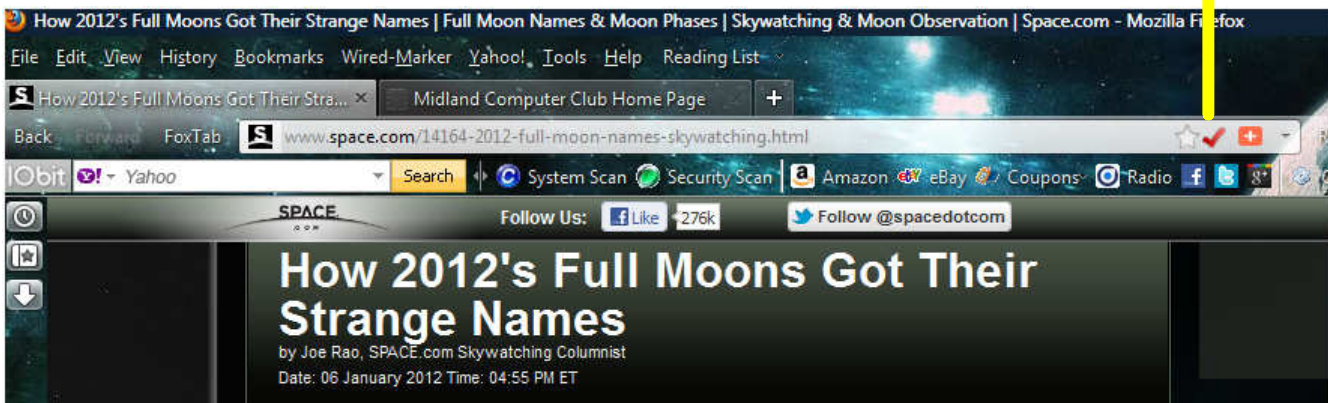 How 2012's Full Moons Got Their Strange Names | Full Moon Names & Moon Phases | Skywatching & Moon Observation | Space.com - Mozilla Firefox
File Edit View History Bookmarks Wired-Marker Yahoo! Tools Help Reading List
How 2012's Full Moons Got Their Stra... Midland Computer Club Home Page
Back Forward FoxTab www.space.com/14164-2012-full-moon-names-skywatching.html
IObit Yahoo Search System Scan Security Scan Amazon eBay Coupons Radio
SPACE .com Follow Us: Like 276k Follow @spacedotcom
How 2012's Full Moons Got Their
Strange Names
by Joe Rao, SPACE.com Skywatching Columnist
Date: 06 January 2012 Time: 04:55 PM ET